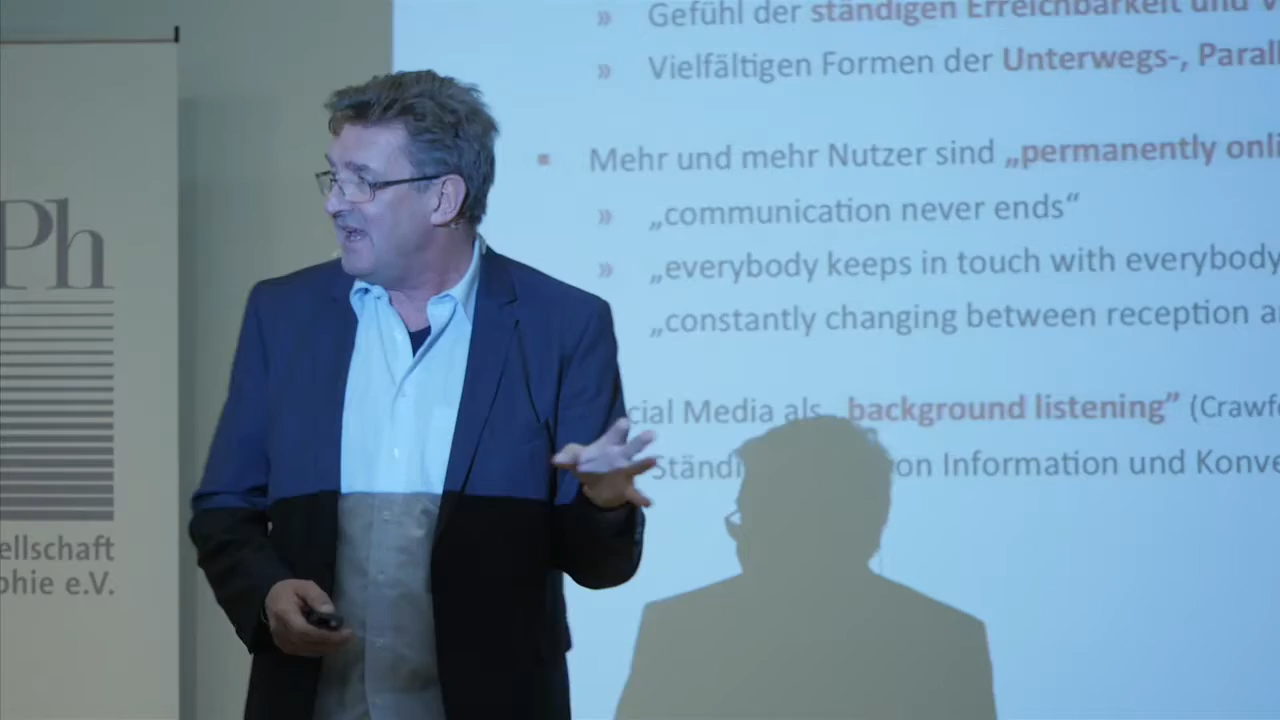 Ph
ellschaft
phie e.V.
» Gefühl der ständigen Erreichbarkeit und V
» Vielfältigen Formen der Unterwegs-, Parall
▪ Mehr und mehr Nutzer sind „permanently onli
» „communication never ends“
» „everybody keeps in touch with everybody
» „constantly changing between reception a
cial Media als „background listening” (Crawf
Ständi on Information und Konve